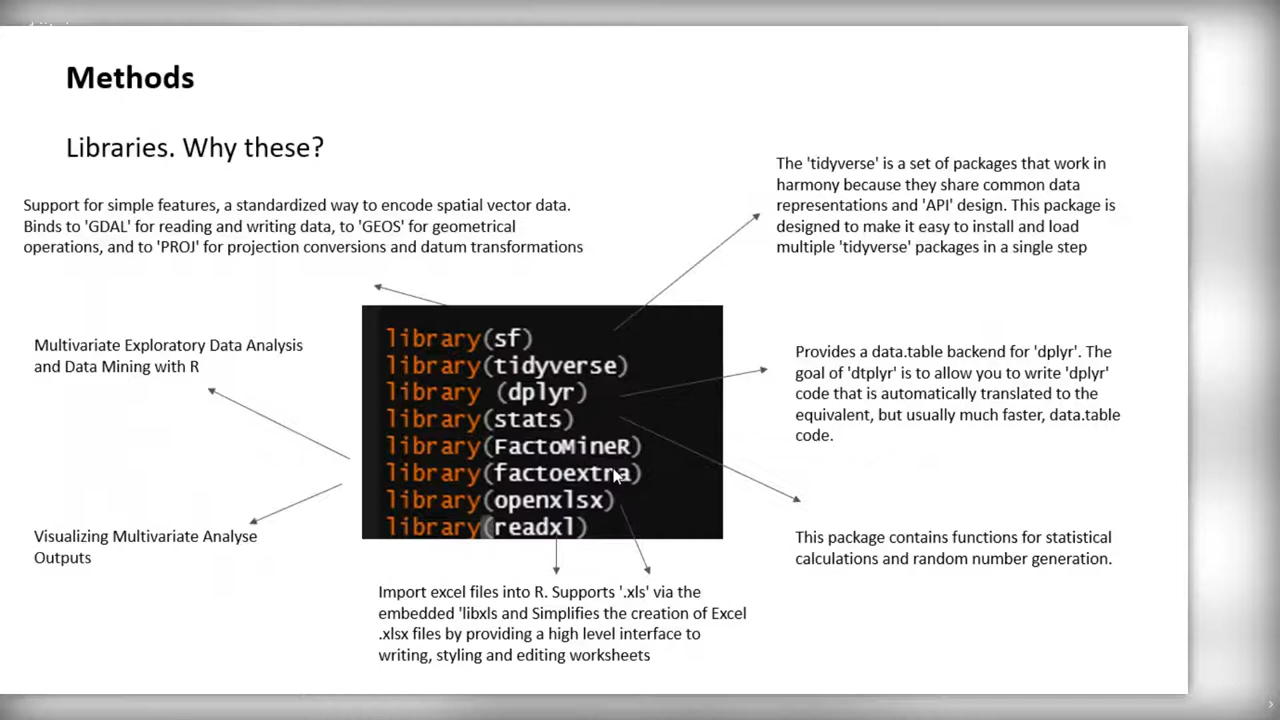 Methods
Libraries. Why these?
Support for simple features, a standardized way to encode spatial vector data.
Binds to 'GDAL' for reading and writing data, to 'GEOS' for geometrical
operations, and to 'PROJ' for projection conversions and datum transformations
The 'tidyverse' is a set of packages that work in
harmony because they share common data
representations and 'API' design. This package is
designed to make it easy to install and load
multiple 'tidyverse' packages in a single step
Multivariate Exploratory Data Analysis
and Data Mining with R
library(sf)
library(tidyverse)
library (dplyr)
library(stats)
library(FactoMineR)
library(factoextra)
library(openxlsx)
library(readxl)
Provides a data.table backend for 'dplyr'. The
goal of 'dtplyr' is to allow you to write 'dplyr'
code that is automatically translated to the
equivalent, but usually much faster, data.table
code.
Visualizing Multivariate Analyse
Outputs
This package contains functions for statistical
calculations and random number generation.
Import excel files into R. Supports '.xls' via the
embedded 'libxls and Simplifies the creation of Excel
.xlsx files by providing a high level interface to
writing, styling and editing worksheets